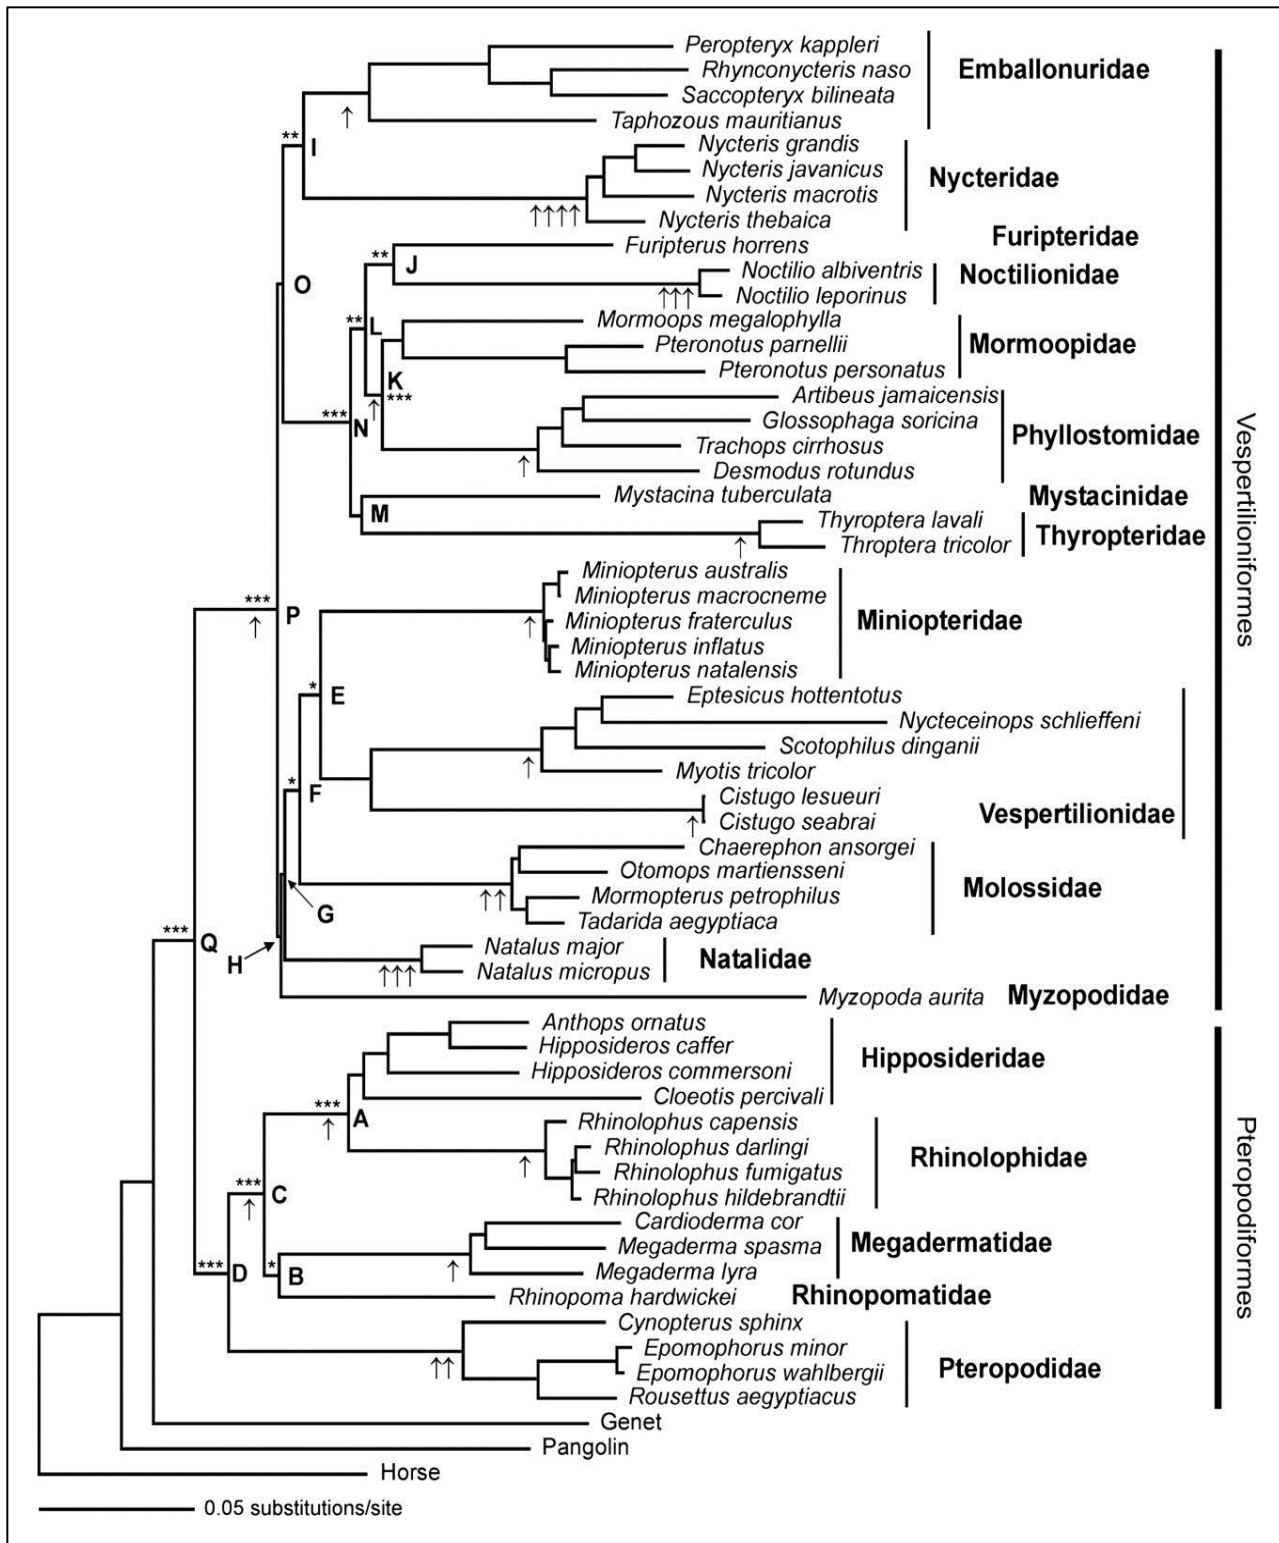 Peropteryx kappleri
Rhynconycteris naso
Emballonuridae
Saccopteryx bilineata
Taphozous mauritianus
**
I
↑
Nycteris grandis
Nycteris javanicus
Nycteridae
Nycteris macrotis
Nycteris thebaica
↑↑↑↑
Furipteridae
Furipterus horrens
**
J
Noctilio albiventris
Noctilionidae
Noctilio leporinus
↑↑↑
O
Mormoops megalophylla
**
L
Pteronotus parnellii
Mormoopidae
Pteronotus personatus
K
***
↑
Artibeus jamaicensis
***
N
Glossophaga soricina
Phyllostomidae
Trachops cirrhosus
Desmodus rotundus
↑
Mystacina tuberculata
Mystacinidae
M
Thyroptera lavali
Thyropteridae
Throptera tricolor
↑
Vespertilioniformes
Miniopterus australis
Miniopterus macrocneme
***
P
↑
Miniopterus fraterculus
Miniopteridae
↑
Miniopterus inflatus
Miniopterus natalensis
*
E
Eptesicus hottentotus
Nycteceinops schlieffeni
Scotophilus dinganii
Myotis tricolor
↑
*
F
Cistugo lesueuri
Vespertilionidae
Cistugo seabrai
↑
Chaerephon ansorgei
Otomops martiensseni
Molossidae
Mormopterus petrophilus
↑↑
Tadarida aegyptiaca
G
***
Q
H
Natalus major
Natalidae
Natalus micropus
↑↑↑
Myzopoda aurita
Myzopodidae
Anthops ornatus
Hipposideros caffer
Hipposideridae
Hipposideros commersoni
Cloeotis percivali
***
A
↑
Rhinolophus capensis
Rhinolophus darlingi
Rhinolophidae
↑
Rhinolophus fumigatus
Rhinolophus hildebrandtii
***
C
↑
Pteropodiformes
Cardioderma cor
Megaderma spasma
Megadermatidae
Megaderma lyra
↑
***
D
*
B
Rhinopoma hardwickei
Rhinopomatidae
Cynopterus sphinx
Epomophorus minor
Pteropodidae
Epomophorus wahlbergii
↑↑
Rousettus aegyptiacus
Genet
Pangolin
Horse
0.05 substitutions/site